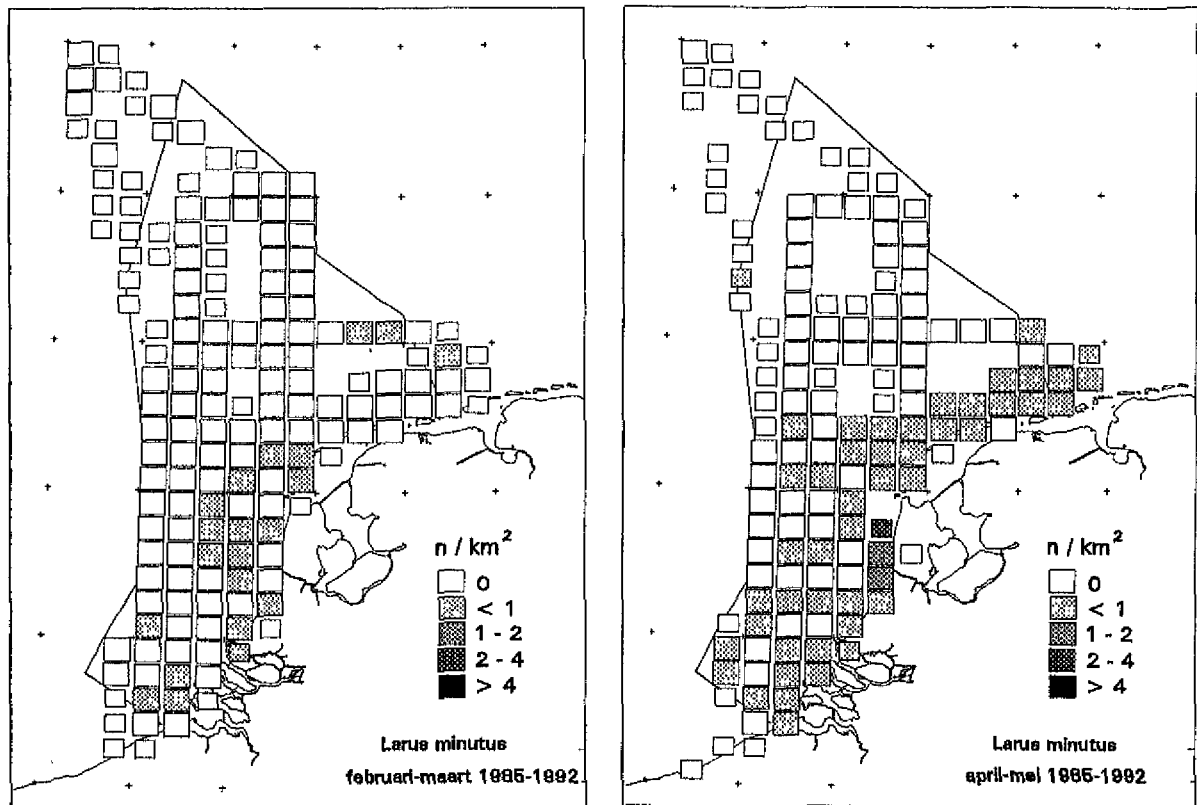 n / km²
0
< 1
1 - 2
2 - 4
> 4
Larus minutus
februari-maart 1985-1992
n / km²
0
< 1
1 - 2
2 - 4
> 4
Larus minutus
april-mei 1985-1992